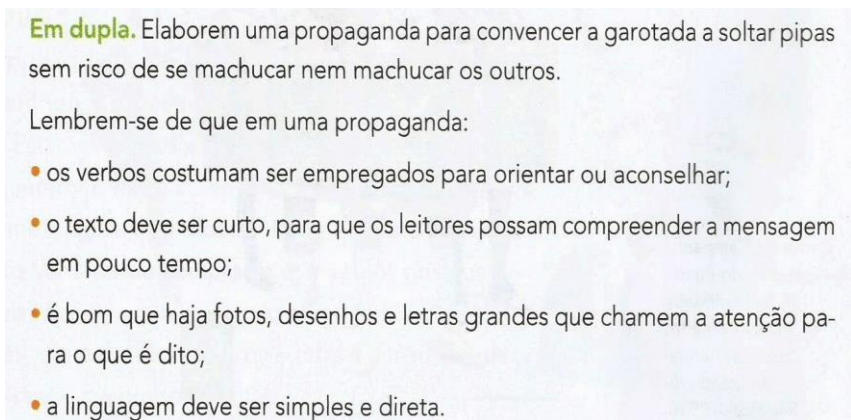 Em dupla. Elaborem uma propaganda para convencer a garotada a soltar pipas
sem risco de se machucar nem machucar os outros.
Lembrem-se de que em uma propaganda:
• os verbos costumam ser empregados para orientar ou aconselhar;
• o texto deve ser curto, para que os leitores possam compreender a mensagem
em pouco tempo;
• é bom que haja fotos, desenhos e letras grandes que chamem a atenção pa-
ra o que é dito;
• a linguagem deve ser simples e direta.